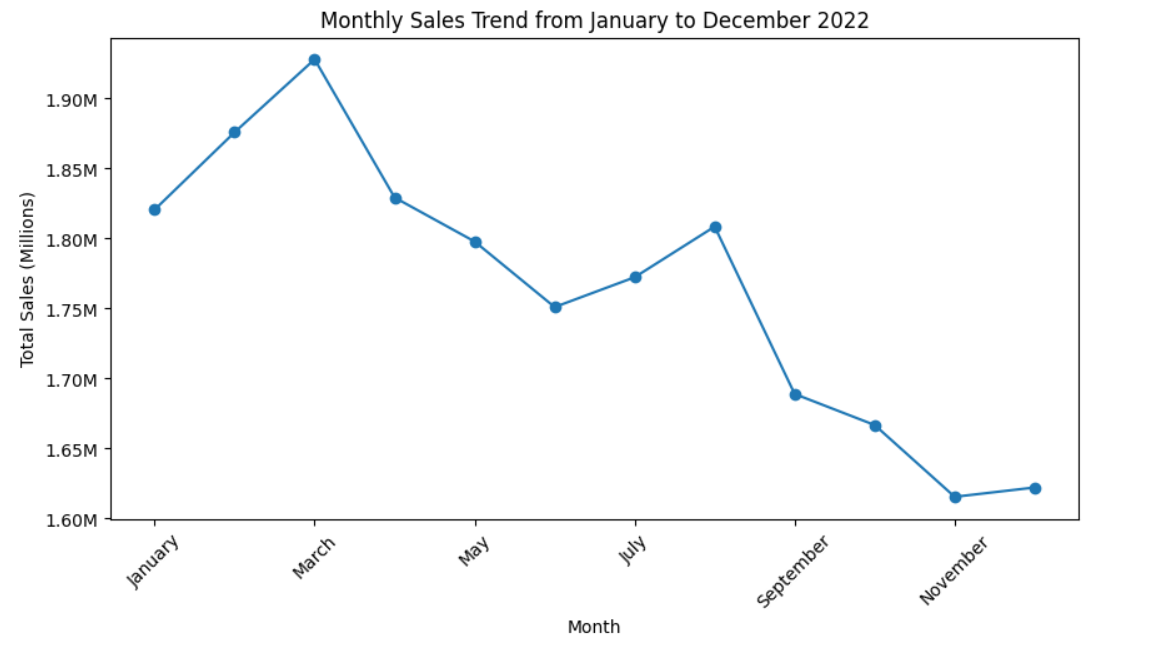 Monthly Sales Trend from January to December 2022
Total Sales (Millions)
1.90M
1.85M
1.80M
1.75M
1.70M
1.65M
1.60M
January
March
May
July
September
November
Month